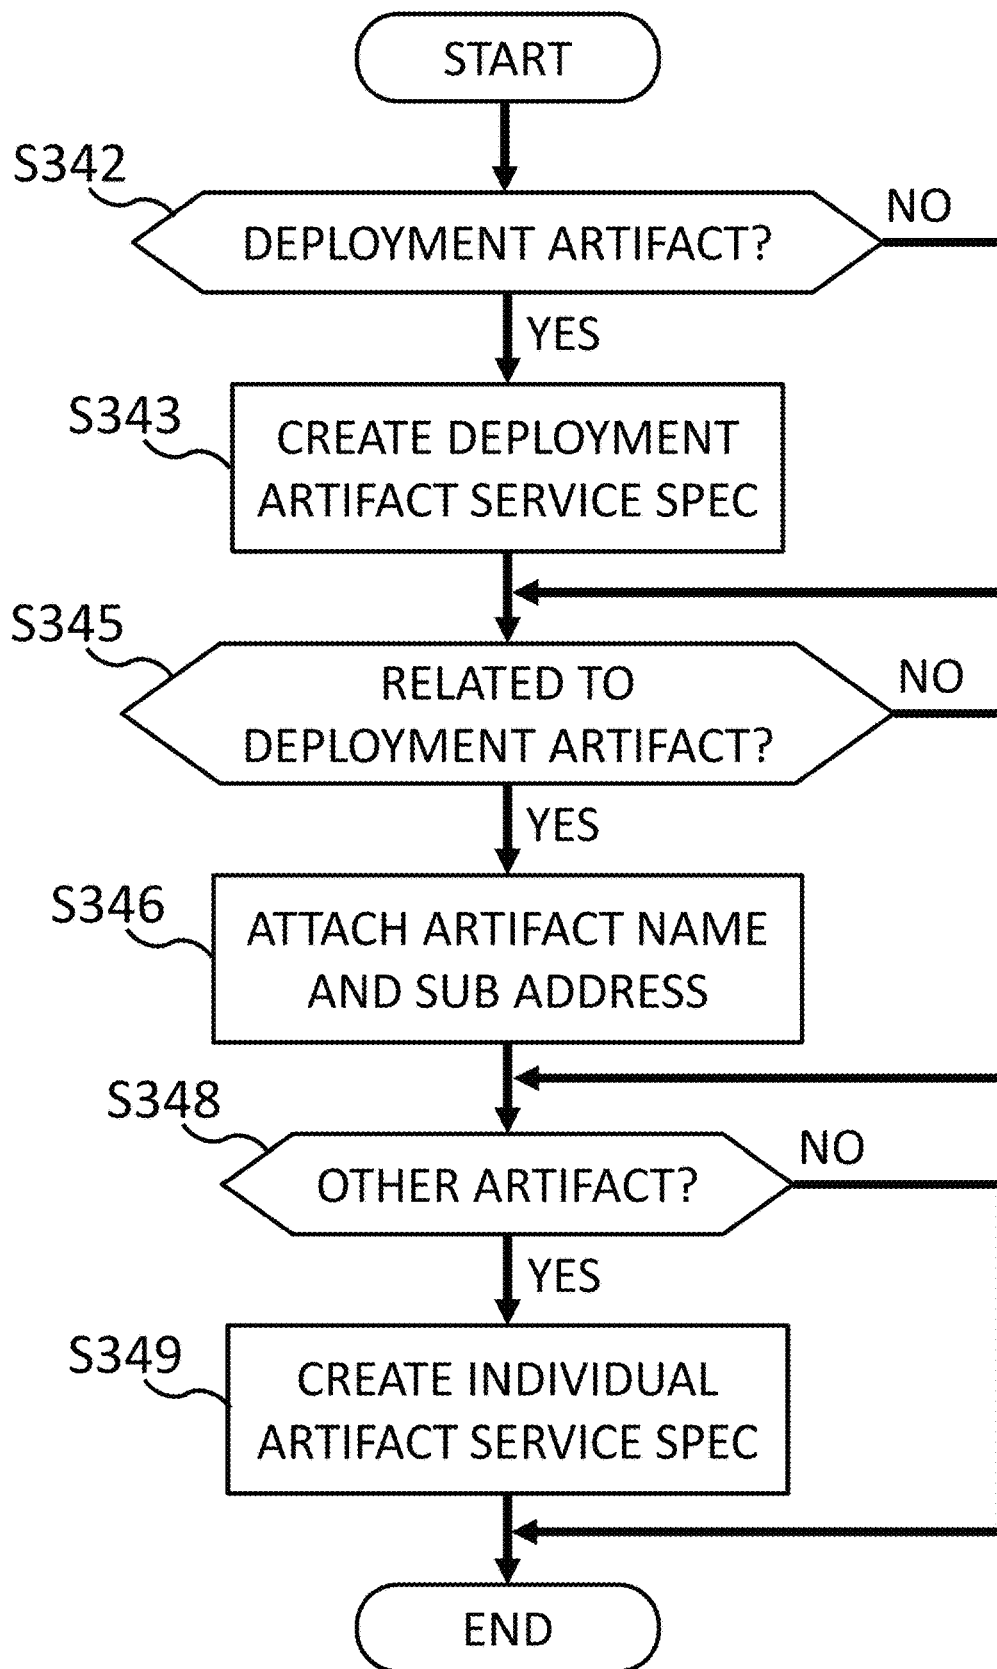 START
S342
DEPLOYMENT ARTIFACT?
NO
YES
S343
CREATE DEPLOYMENT
ARTIFACT SERVICE SPEC
S345
RELATED TO
DEPLOYMENT ARTIFACT?
NO
YES
S346
ATTACH ARTIFACT NAME
AND SUB ADDRESS
S348
OTHER ARTIFACT?
NO
YES
S349
CREATE INDIVIDUAL
ARTIFACT SERVICE SPEC
END